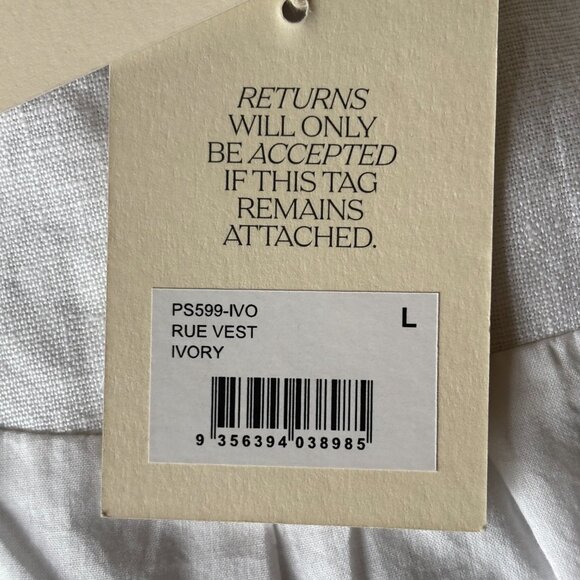 RETURNS
WILL ONLY
BE ACCEPTED
IF THIS TAG
REMAINS
ATTACHED.
PS599-IVO
L
RUE VEST
IVORY
9 356394 038985